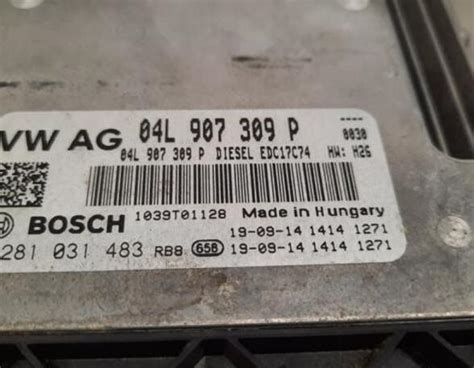 VW AG 04L 907 309 P 0030
04L 907 309 P DIESEL EDC17C74 HW: H26
BOSCH 1039T01128 Made in Hungary
281 031 483 RB8 658 19-09-14 1414 1271
19-09-14 1414 1271